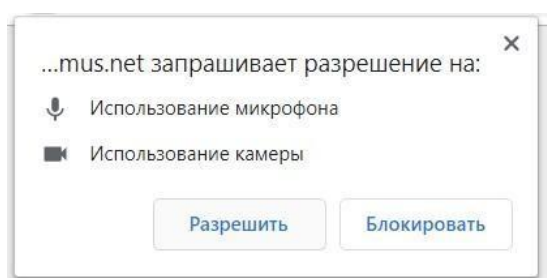 ...mus.net запрашивает разрешение на:
Использование микрофона
Использование камеры
Разрешить
Блокировать